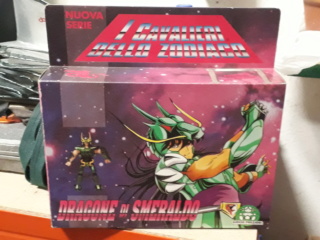 NUOVA
SERIE
I CAVALIERI
DELLO ZODIACO
DRAGONE DI SMERALDO